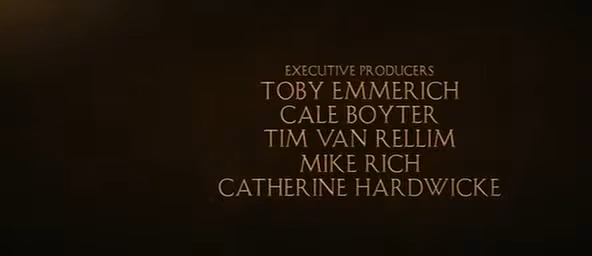 EXECUTIVE PRODUCERS
TOBY EMMERICH
CALE BOYTER
TIM VAN RELLIM
MIKE RICH
CATHERINE HARDWICKE